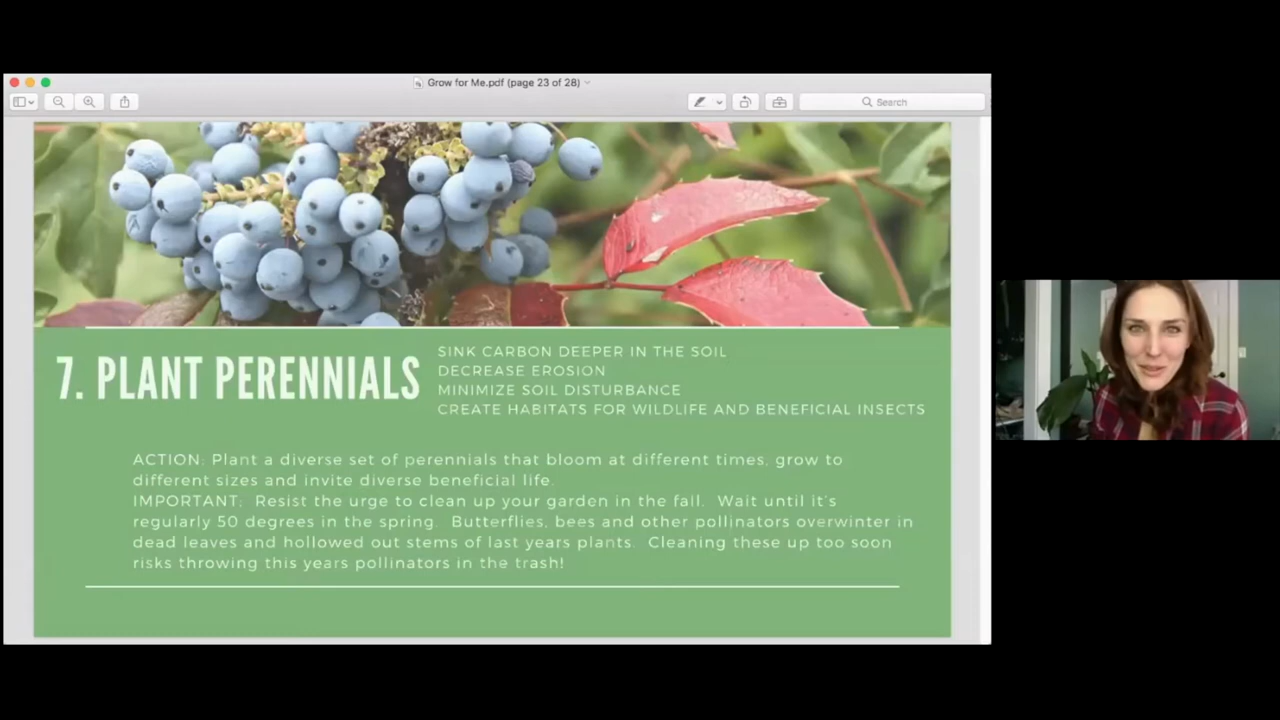 Grow for Me.pdf (page 23 of 28)
Search
7. PLANT PERENNIALS
SINK CARBON DEEPER IN THE SOIL
DECREASE EROSION
MINIMIZE SOIL DISTURBANCE
CREATE HABITATS FOR WILDLIFE AND BENEFICIAL INSECTS
ACTION: Plant a diverse set of perennials that bloom at different times, grow to
different sizes and invite diverse beneficial life.
IMPORTANT: Resist the urge to clean up your garden in the fall. Wait until it's
regularly 50 degrees in the spring. Butterflies, bees and other pollinators overwinter in
dead leaves and hollowed out stems of last years plants. Cleaning these up too soon
risks throwing this years pollinators in the trash!